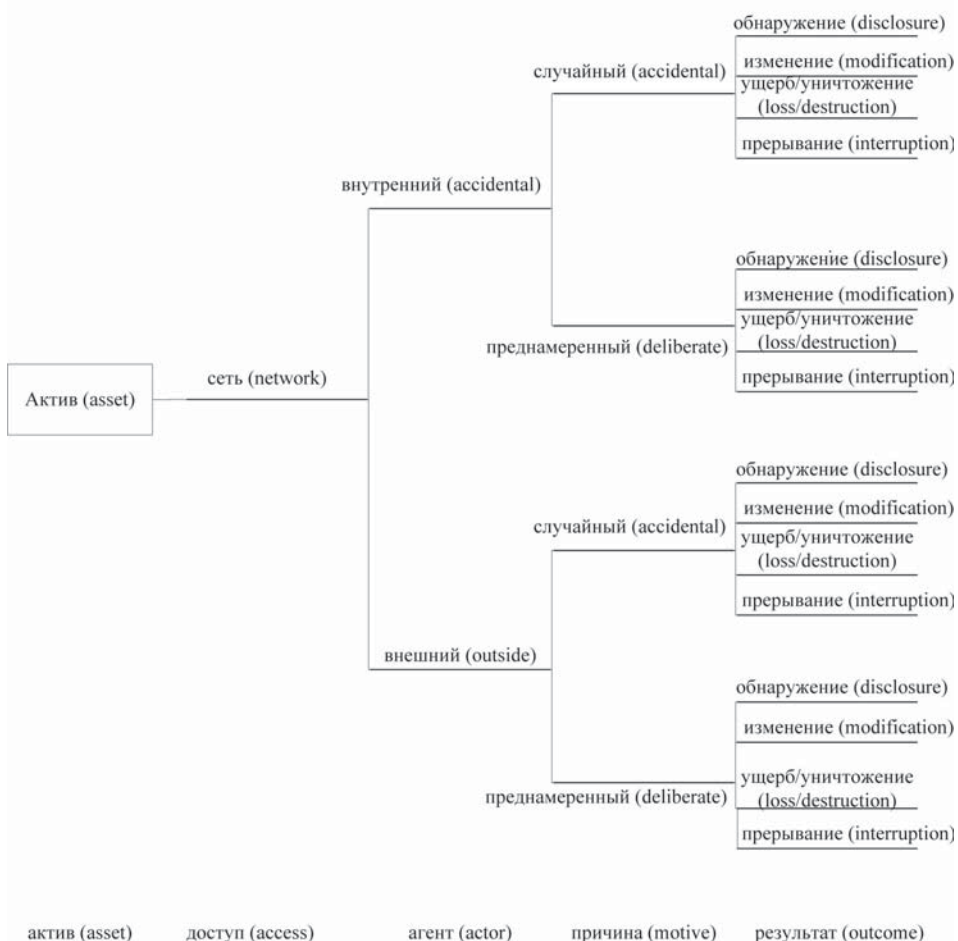 обнаружение (disclosure)
изменение (modification)
случайный (accidental)
ущерб/уничтожение
(loss/destruction)
прерывание (interruption)
внутренний (accidental)
обнаружение (disclosure)
изменение (modification)
ущерб/уничтожение
(loss/destruction)
преднамеренный (deliberate)
прерывание (interruption)
сеть (network)
Актив (asset)
обнаружение (disclosure)
изменение (modification)
случайный (accidental)
ущерб/уничтожение
(loss/destruction)
прерывание (interruption)
внешний (outside)
обнаружение (disclosure)
изменение (modification)
ущерб/уничтожение
(loss/destruction)
преднамеренный (deliberate)
прерывание (interruption)
актив (asset) доступ (access) агент (actor) причина (motive) результат (outcome)